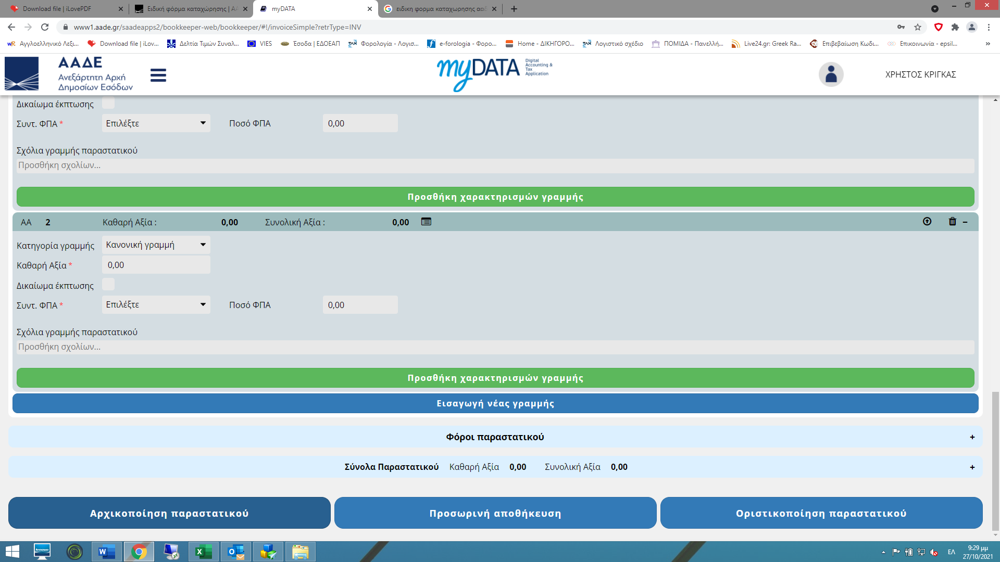 Download file | iLovePDF
Ειδική φόρμα καταχώρησης | ΑΑ
myDATA
ειδικη φορμα καταχωρησης ααδ
www1.aade.gr/saadeapps2/bookkeeper-web/bookkeeper/#!/invoiceSimple?retrType=INV
Αγγλοελληνικό Λεξι...
Download file | iLov...
Δελτία Τιμών Συναλ...
VIES
Έσοδα | ΕΔΟΕΑΠ
Φορολογία - Λογισ...
e-forologia - Φορο...
Home - ΔΙΚΗΓΟΡΟ...
Λογιστικό σχέδιο
ΠΟΜΙΔΑ - Πανελλή...
Live24.gr: Greek Ra...
Επιβεβαίωση Κωδι...
Επικοινωνία - epsil...
ΑΑΔΕ
Ανεξάρτητη Αρχή
Δημοσίων Εσόδων
myDATA
Digital
Accounting &
Tax
Application
ΧΡΗΣΤΟΣ ΚΡΙΓΚΑΣ
Δικαίωμα έκπτωσης
Συντ. ΦΠΑ * Επιλέξτε Ποσό ΦΠΑ 0,00
Σχόλια γραμμής παραστατικού
Προσθήκη σχολίων...
Προσθήκη χαρακτηρισμών γραμμής
ΑΑ 2 Καθαρή Αξία : 0,00 Συνολική Αξία : 0,00
Κατηγορία γραμμής Κανονική γραμμή
Καθαρή Αξία * 0,00
Δικαίωμα έκπτωσης
Συντ. ΦΠΑ * Επιλέξτε Ποσό ΦΠΑ 0,00
Σχόλια γραμμής παραστατικού
Προσθήκη σχολίων...
Προσθήκη χαρακτηρισμών γραμμής
Εισαγωγή νέας γραμμής
Φόροι παραστατικού +
Σύνολα Παραστατικού Καθαρή Αξία 0,00 Συνολική Αξία 0,00 +
Αρχικοποίηση παραστατικού
Προσωρινή αποθήκευση
Οριστικοποίηση παραστατικού
ΕΛ
9:29 μμ
27/10/2021